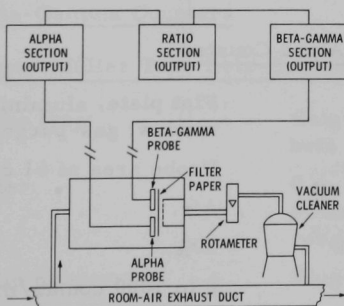 ALPHA
SECTION
(OUTPUT)
RATIO
SECTION
(OUTPUT)
BETA-GAMMA
SECTION
(OUTPUT)
BETA-GAMMA
PROBE
FILTER
PAPER
VACUUM
CLEANER
ROTAMETER
ALPHA
PROBE
ROOM-AIR EXHAUST DUCT